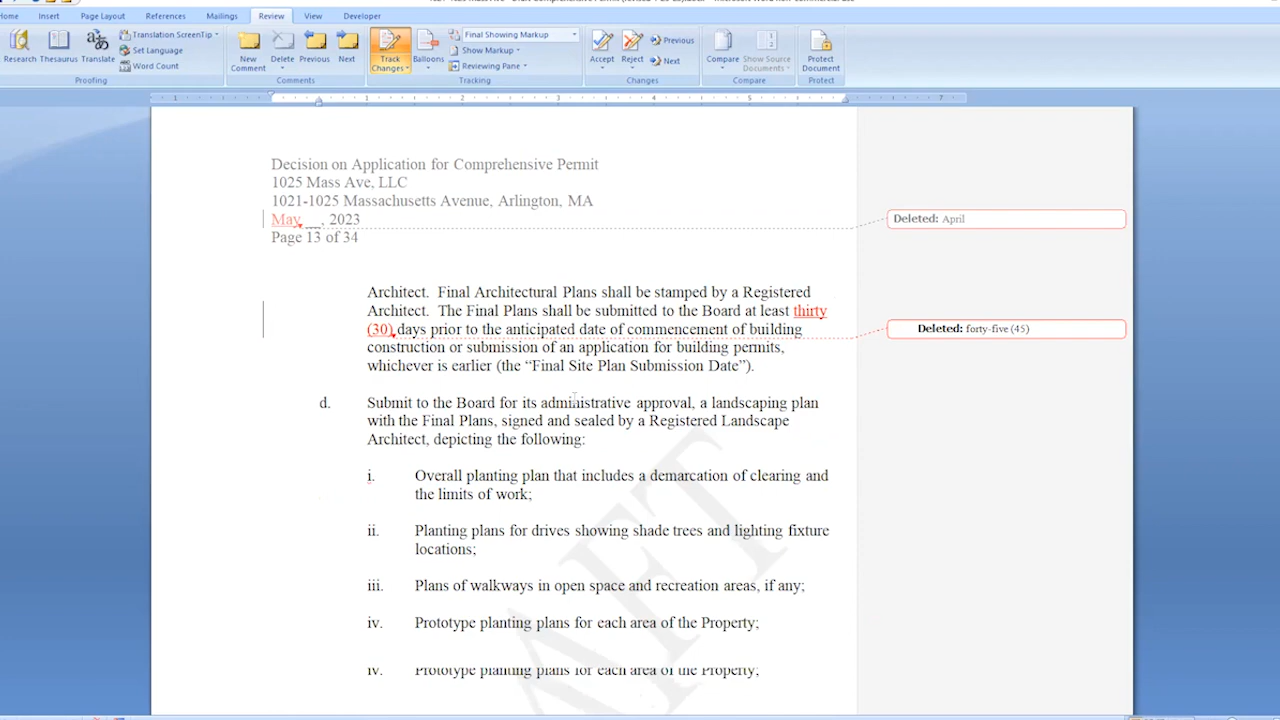 Home Insert Page Layout References Mailings Review View Developer
Translation ScreenTip
Set Language
Word Count
Research Thesaurus Translate
Proofing
New Comment Delete Previous Next
Comments
Track Changes Balloons
Final Showing Markup
Show Markup
Reviewing Pane
Tracking
Accept Reject
Previous
Next
Changes
Compare Show Source Documents
Compare
Protect Document
Protect
1 1 2 3 4 5 7
Decision on Application for Comprehensive Permit
1025 Mass Ave, LLC
1021-1025 Massachusetts Avenue, Arlington, MA
May __, 2023
Deleted: April
Page 13 of 34
Architect. Final Architectural Plans shall be stamped by a Registered
Architect. The Final Plans shall be submitted to the Board at least thirty
(30) days prior to the anticipated date of commencement of building
Deleted: forty-five (45)
construction or submission of an application for building permits,
whichever is earlier (the “Final Site Plan Submission Date”).
d. Submit to the Board for its administrative approval, a landscaping plan
with the Final Plans, signed and sealed by a Registered Landscape
Architect, depicting the following:
i. Overall planting plan that includes a demarcation of clearing and
the limits of work;
ii. Planting plans for drives showing shade trees and lighting fixture
locations;
iii. Plans of walkways in open space and recreation areas, if any;
iv. Prototype planting plans for each area of the Property;
iv. Prototype planting plans for each area of the Property;
AFT